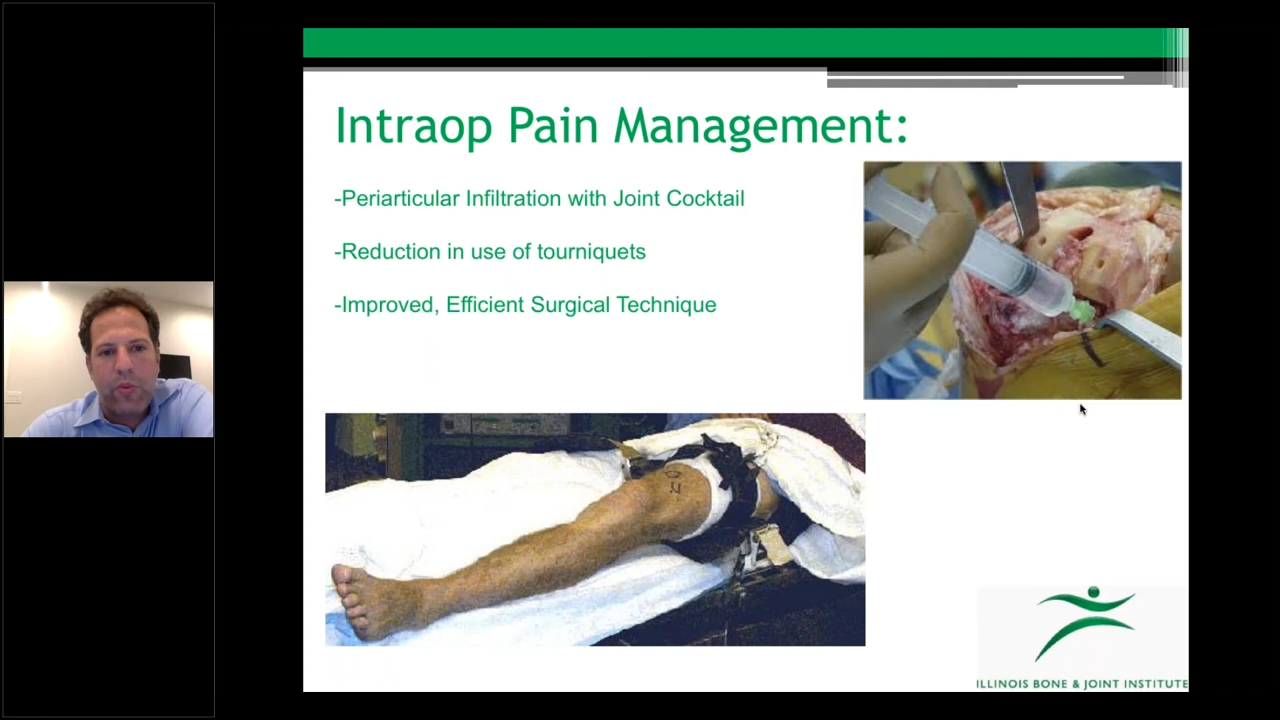 Intraop Pain Management:
-Periarticular Infiltration with Joint Cocktail
-Reduction in use of tourniquets
-Improved, Efficient Surgical Technique
ILLINOIS BONE & JOINT INSTITUTE